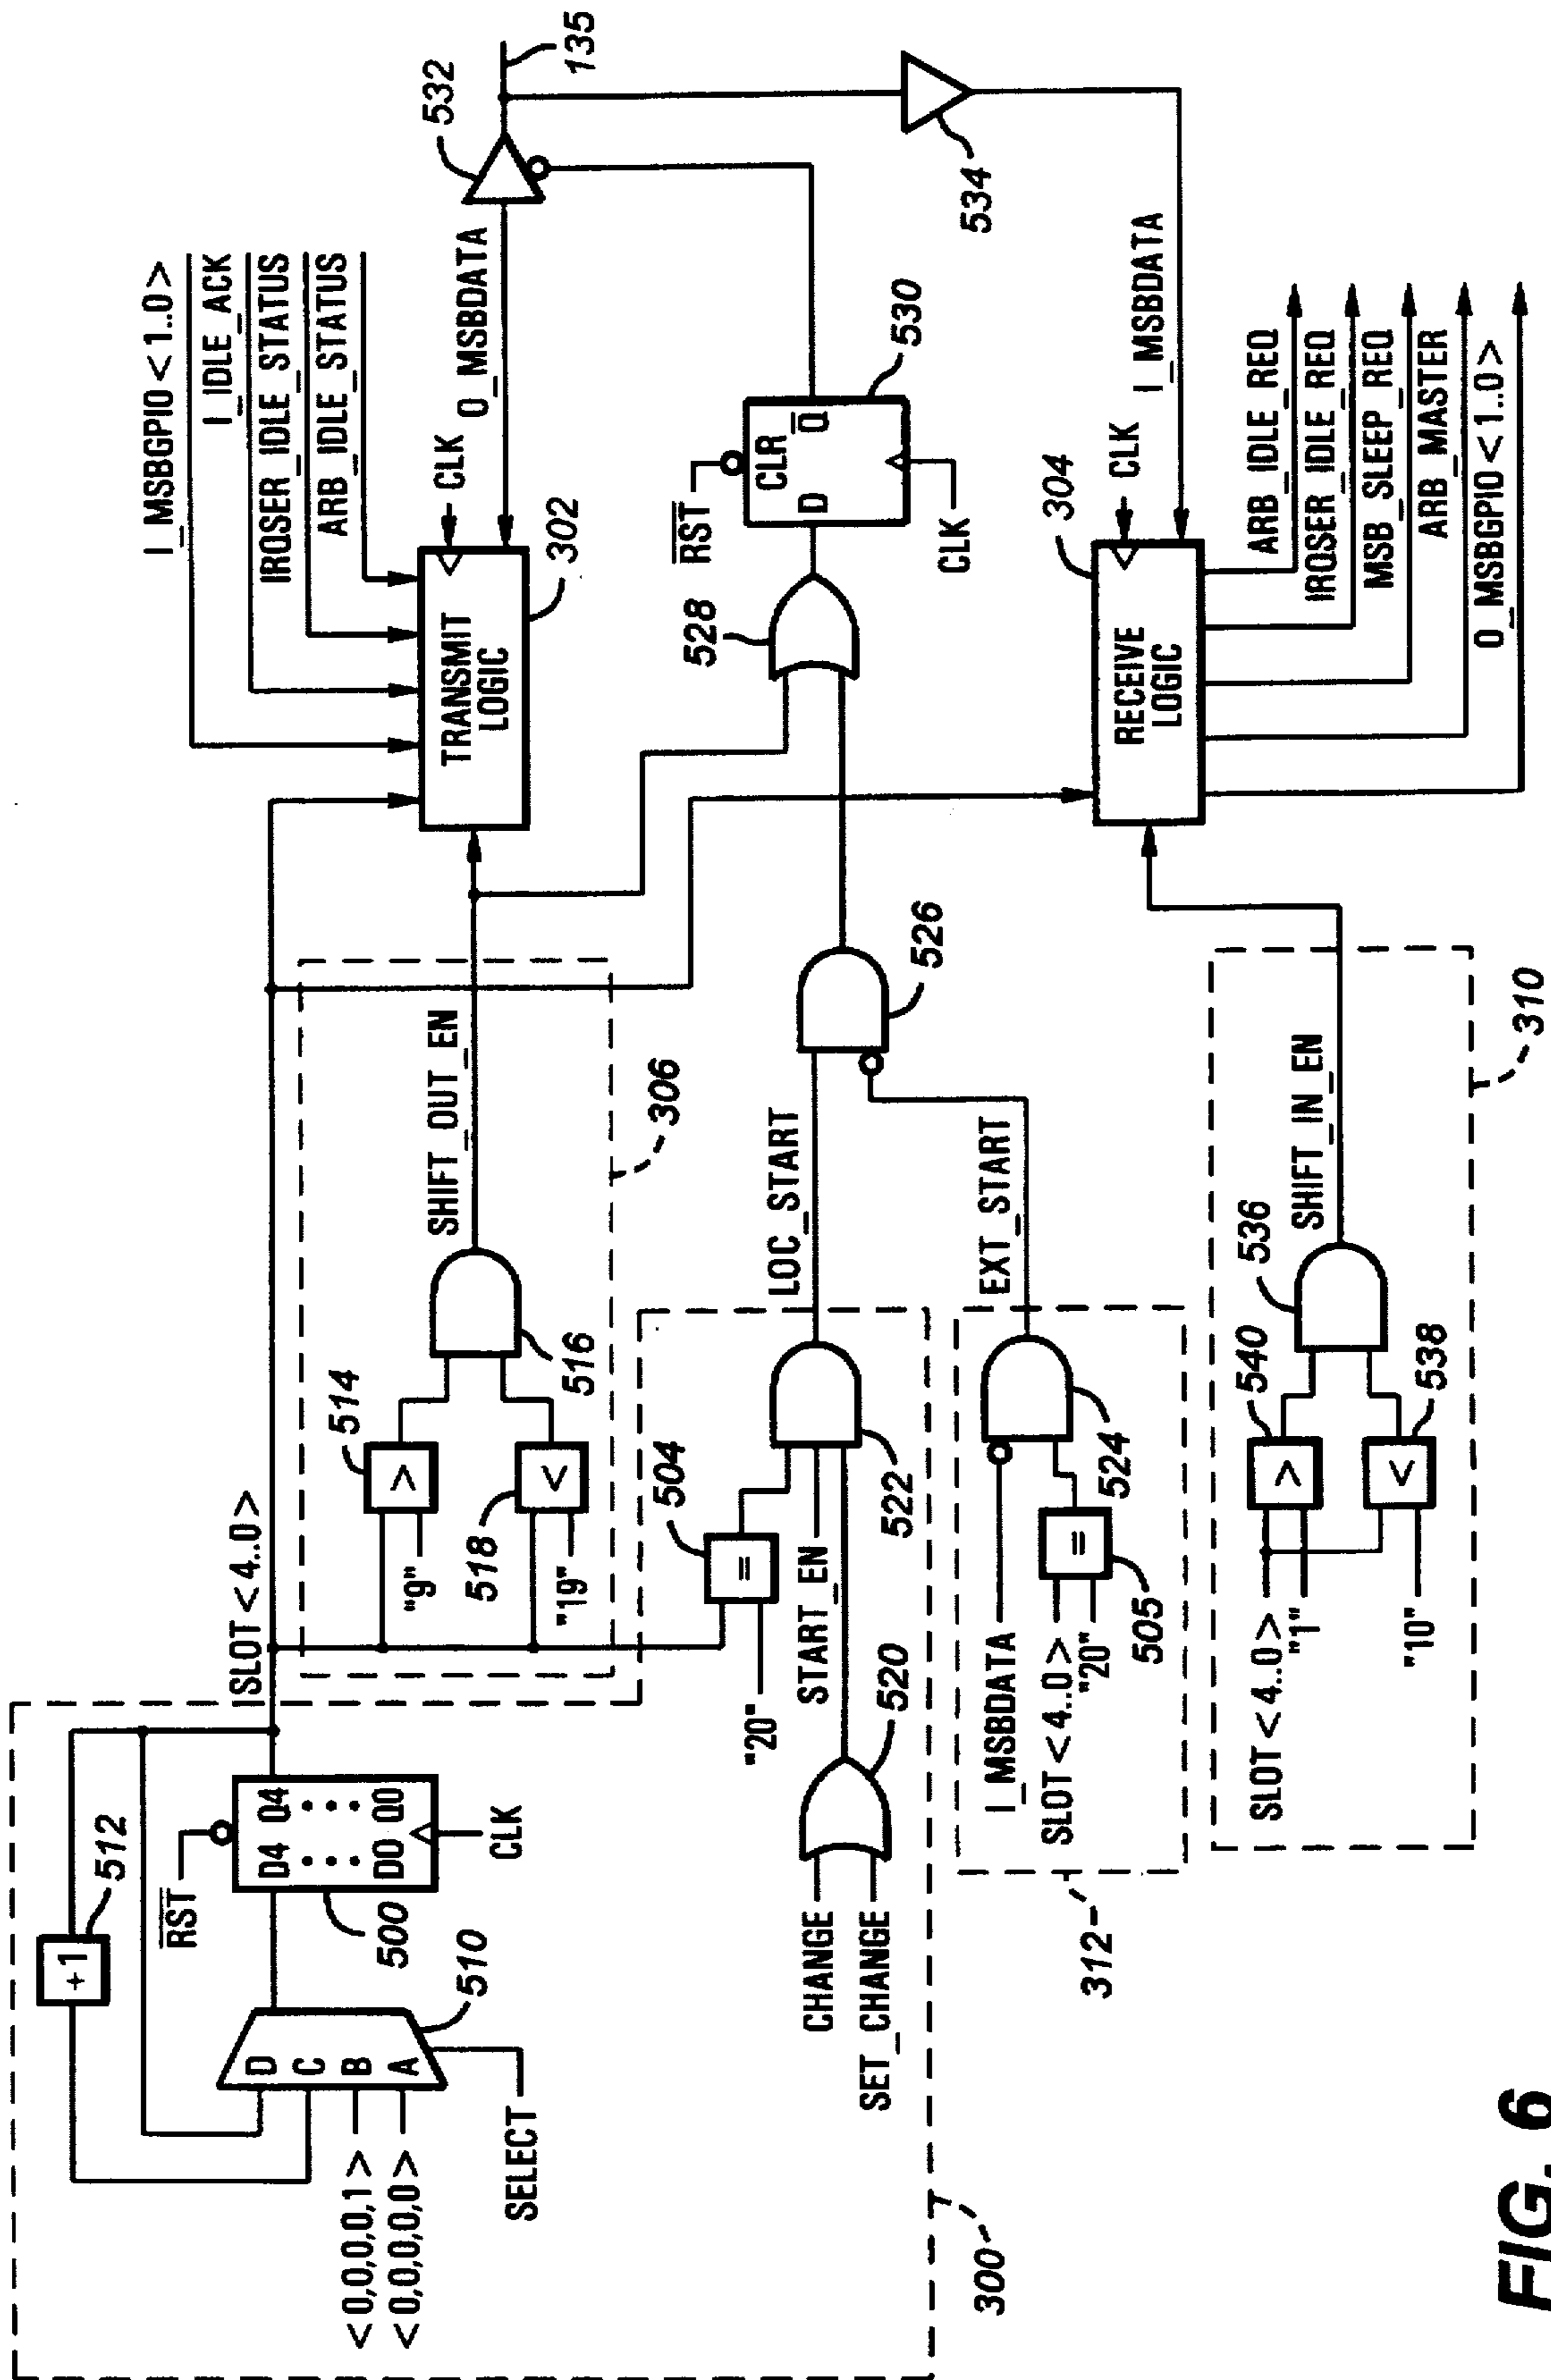 +1
512
RST
D4 Q4
D0 Q0
CLK
500
510
D
C
B
A
<0,0,0,1>
<0,0,0,0>
SELECT
SLOT<4..0>
514
>
"9"
518
<
"19"
516
SHIFT_OUT_EN
306
I_MSBGPIO<1..0>
I_IDLE_ACK
IRQSER_IDLE_STATUS
ARB_IDLE_STATUS
TRANSMIT
LOGIC
CLK
302
O_MSBDATA
532
135
504
=
"20"
START_EN
522
CHANGE
SET_CHANGE
520
300
LOC_START
526
528
RST
CLR
D
Q
CLK
530
534
I_MSBDATA
SLOT<4..0>
"20"
=
505
524
312
EXT_START
SLOT<4..0>
"1"
540
>
"10"
<
538
536
SHIFT_IN_EN
310
RECEIVE
LOGIC
304
CLK
I_MSBDATA
ARB_IDLE_REQ
IRQSER_IDLE_REQ
MSB_SLEEP_REQ
ARB_MASTER
O_MSBGPIO<1..0>
FIG. 6